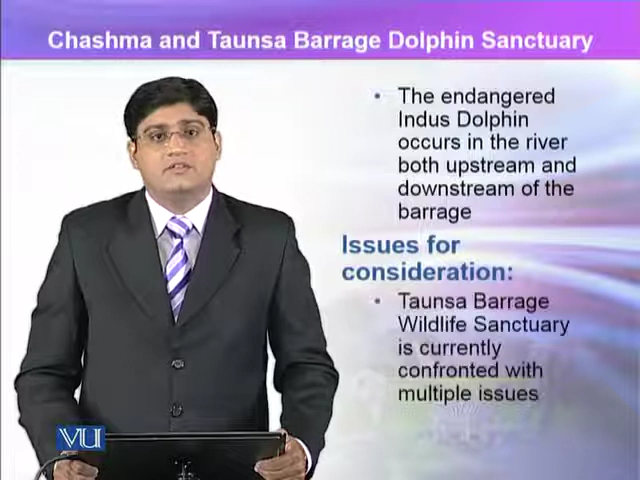 Chashma and Taunsa Barrage Dolphin Sanctuary
• The endangered
Indus Dolphin
occurs in the river
both upstream and
downstream of the
barrage
Issues for
consideration:
• Taunsa Barrage
Wildlife Sanctuary
is currently
confronted with
multiple issues
VU